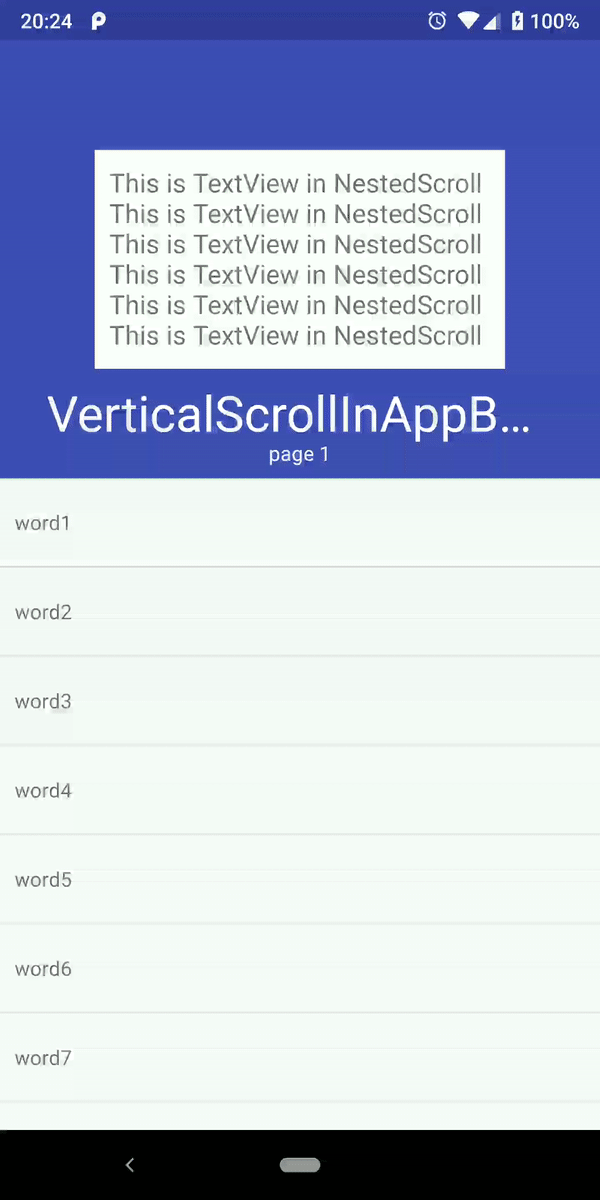 20:24 100%
This is TextView in NestedScroll
This is TextView in NestedScroll
This is TextView in NestedScroll
This is TextView in NestedScroll
This is TextView in NestedScroll
This is TextView in NestedScroll
VerticalScrollInAppB...
page 1
word1
word2
word3
word4
word5
word6
word7